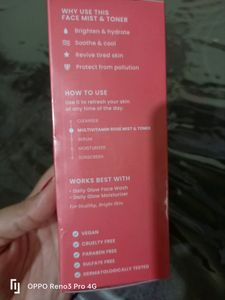 WHY USE THIS
FACE MIST & TONER
Brighten & hydrate
Soothe & cool
Revive tired skin
Protect from pollution
HOW TO USE
Use it to refresh your skin
at any time of the day.
CLEANSER
MULTIVITAMIN ROSE MIST & TONER
SERUM
MOISTURIZER
SUNSCREEN
WORKS BEST WITH
• Daily Glow Face Wash
• Daily Glow Moisturizer
For Healthy, Bright Skin
VEGAN
CRUELTY FREE
PARABEN FREE
SULFATE FREE
DERMATOLOGICALLY TESTED
OPPO Reno3 Pro 4G